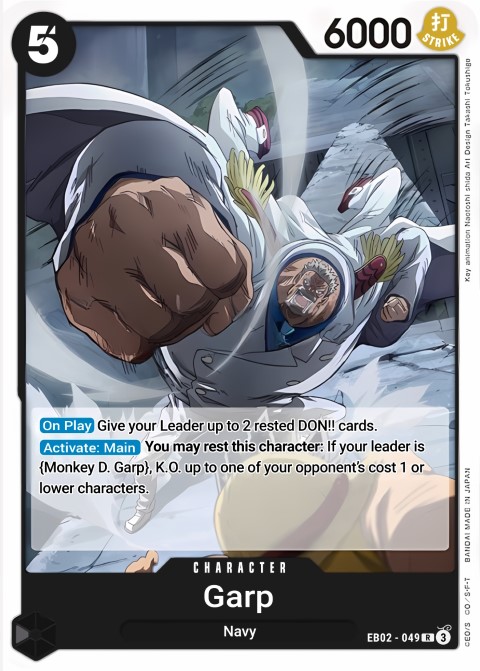 5
6000
打
STRIKE
Key animation Naotoshi shida Art Design Takashi Tokushige
On Play Give your Leader up to 2 rested DON!! cards.
Activate: Main You may rest this character: If your leader is
{Monkey D. Garp}, K.O. up to one of your opponent's cost 1 or
lower characters.
CHARACTER
Garp
Navy
EB02 - 049 R 3
©EO/S ©O/S·F·T BANDAI MADE IN JAPAN